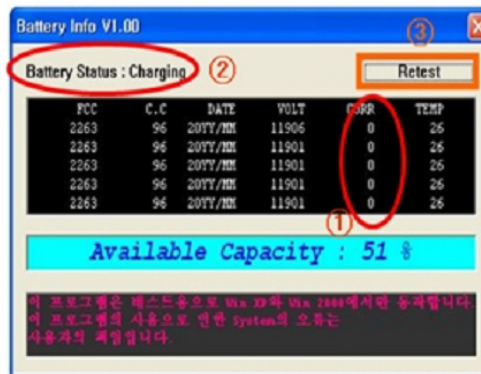 Battery Info V1.00
③
Battery Status : Charging ②
Retest
FCC C.C DATE VOLT CURR TEMP
2263 96 20YY/MM 11906 0 26
2263 96 20YY/MM 11901 0 26
2263 96 20YY/MM 11901 0 26
2263 96 20YY/MM 11901 0 26
2263 96 20YY/MM 11901 0 26
①
Available Capacity : 51 %
이 프로그램은 테스트용으로 Win XP와 Win 2000에서만 동작합니다.
이 프로그램의 사용으로 인한 System의 오류는
사용자의 책임입니다.